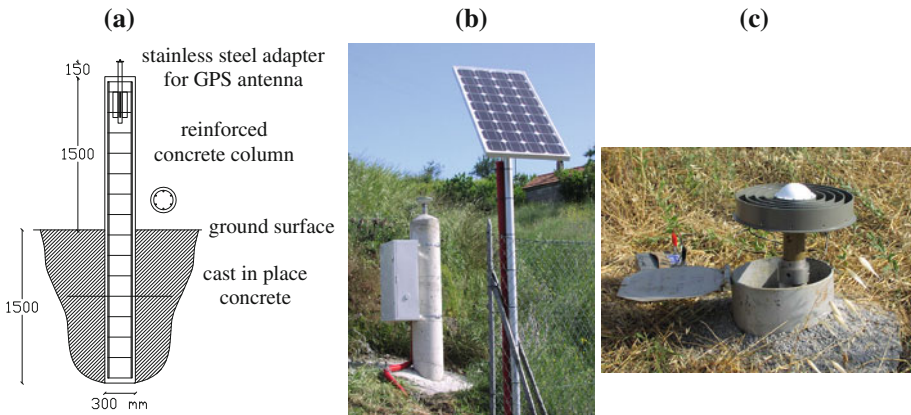 (a)
(b)
(c)
150
stainless steel adapter
for GPS antenna
1500
reinforced
concrete column
ground surface
1500
cast in place
concrete
300 mm